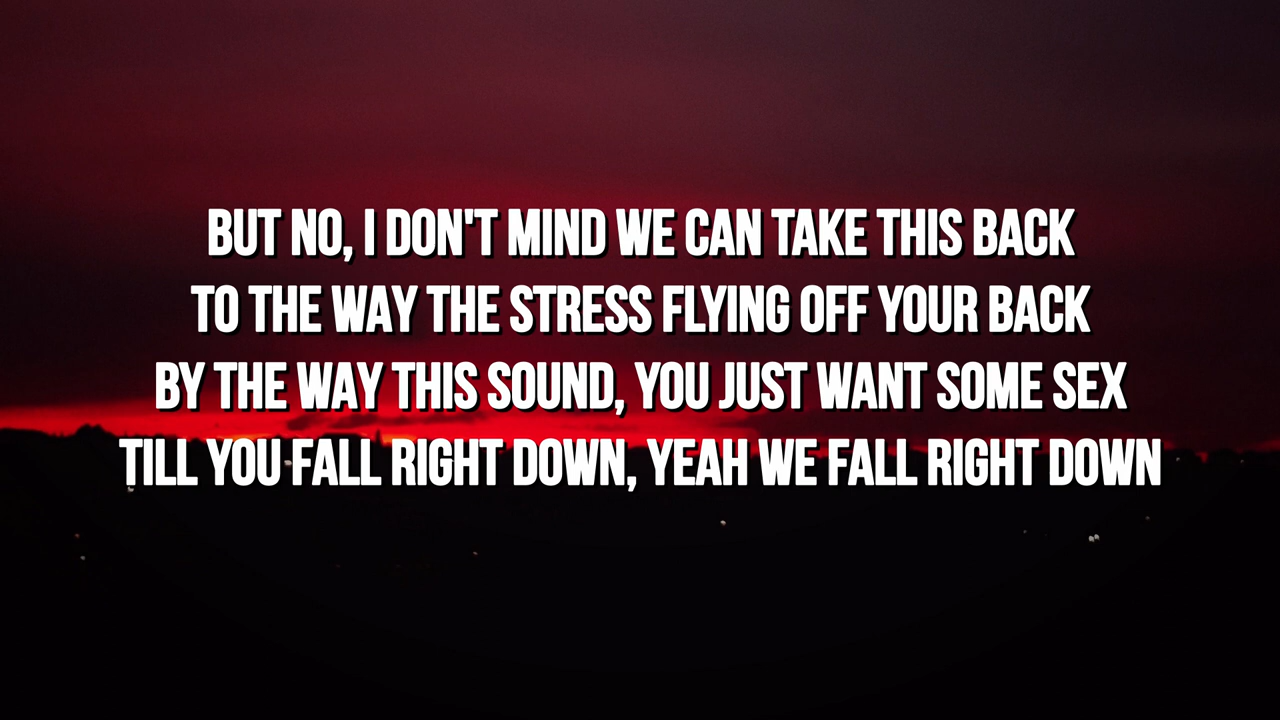 BUT NO, I DON'T MIND WE CAN TAKE THIS BACK
TO THE WAY THE STRESS FLYING OFF YOUR BACK
BY THE WAY THIS SOUND, YOU JUST WANT SOME SEX
TILL YOU FALL RIGHT DOWN, YEAH WE FALL RIGHT DOWN